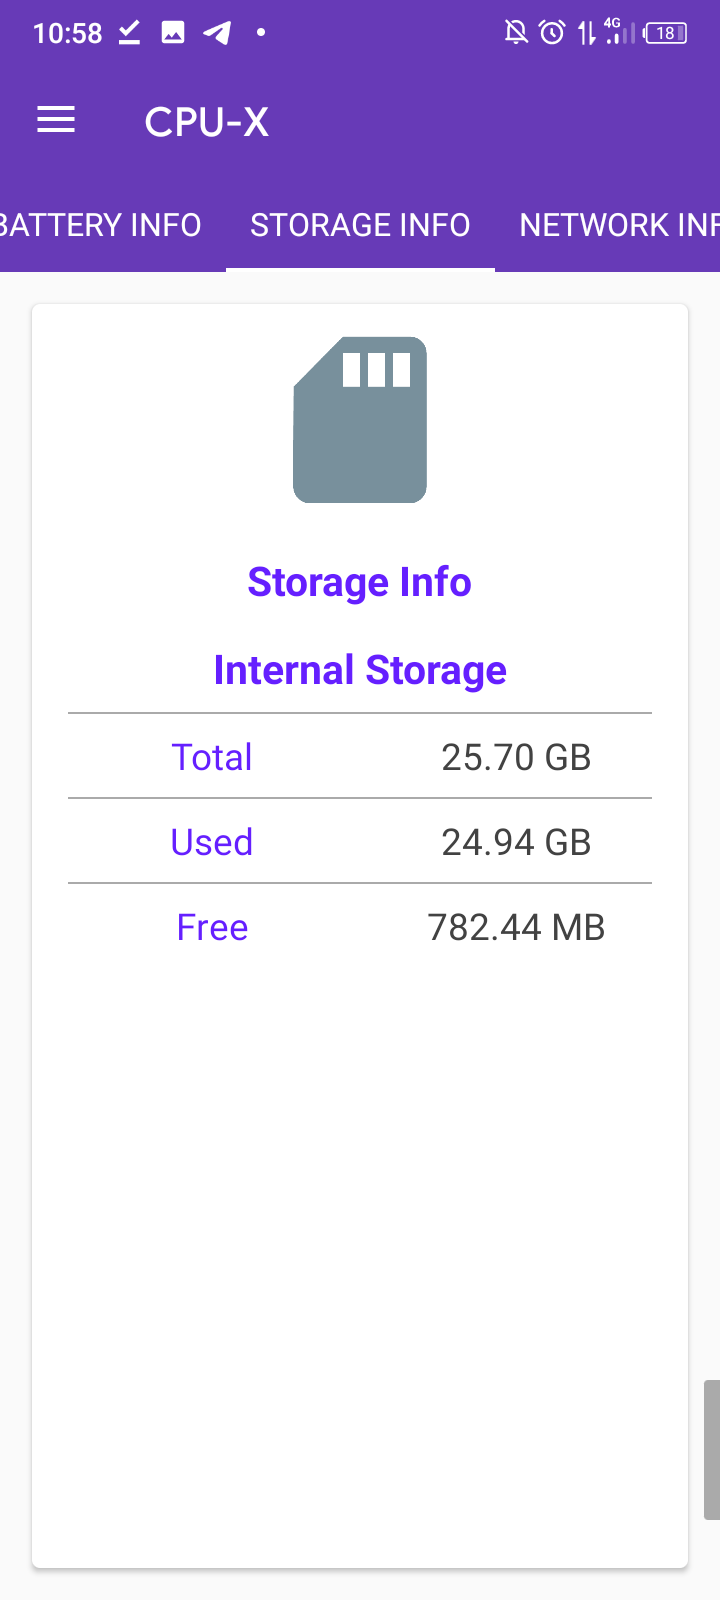 10:58 4G 18
CPU-X
BATTERY INFO STORAGE INFO NETWORK INF
Storage Info
Internal Storage
Total 25.70 GB
Used 24.94 GB
Free 782.44 MB